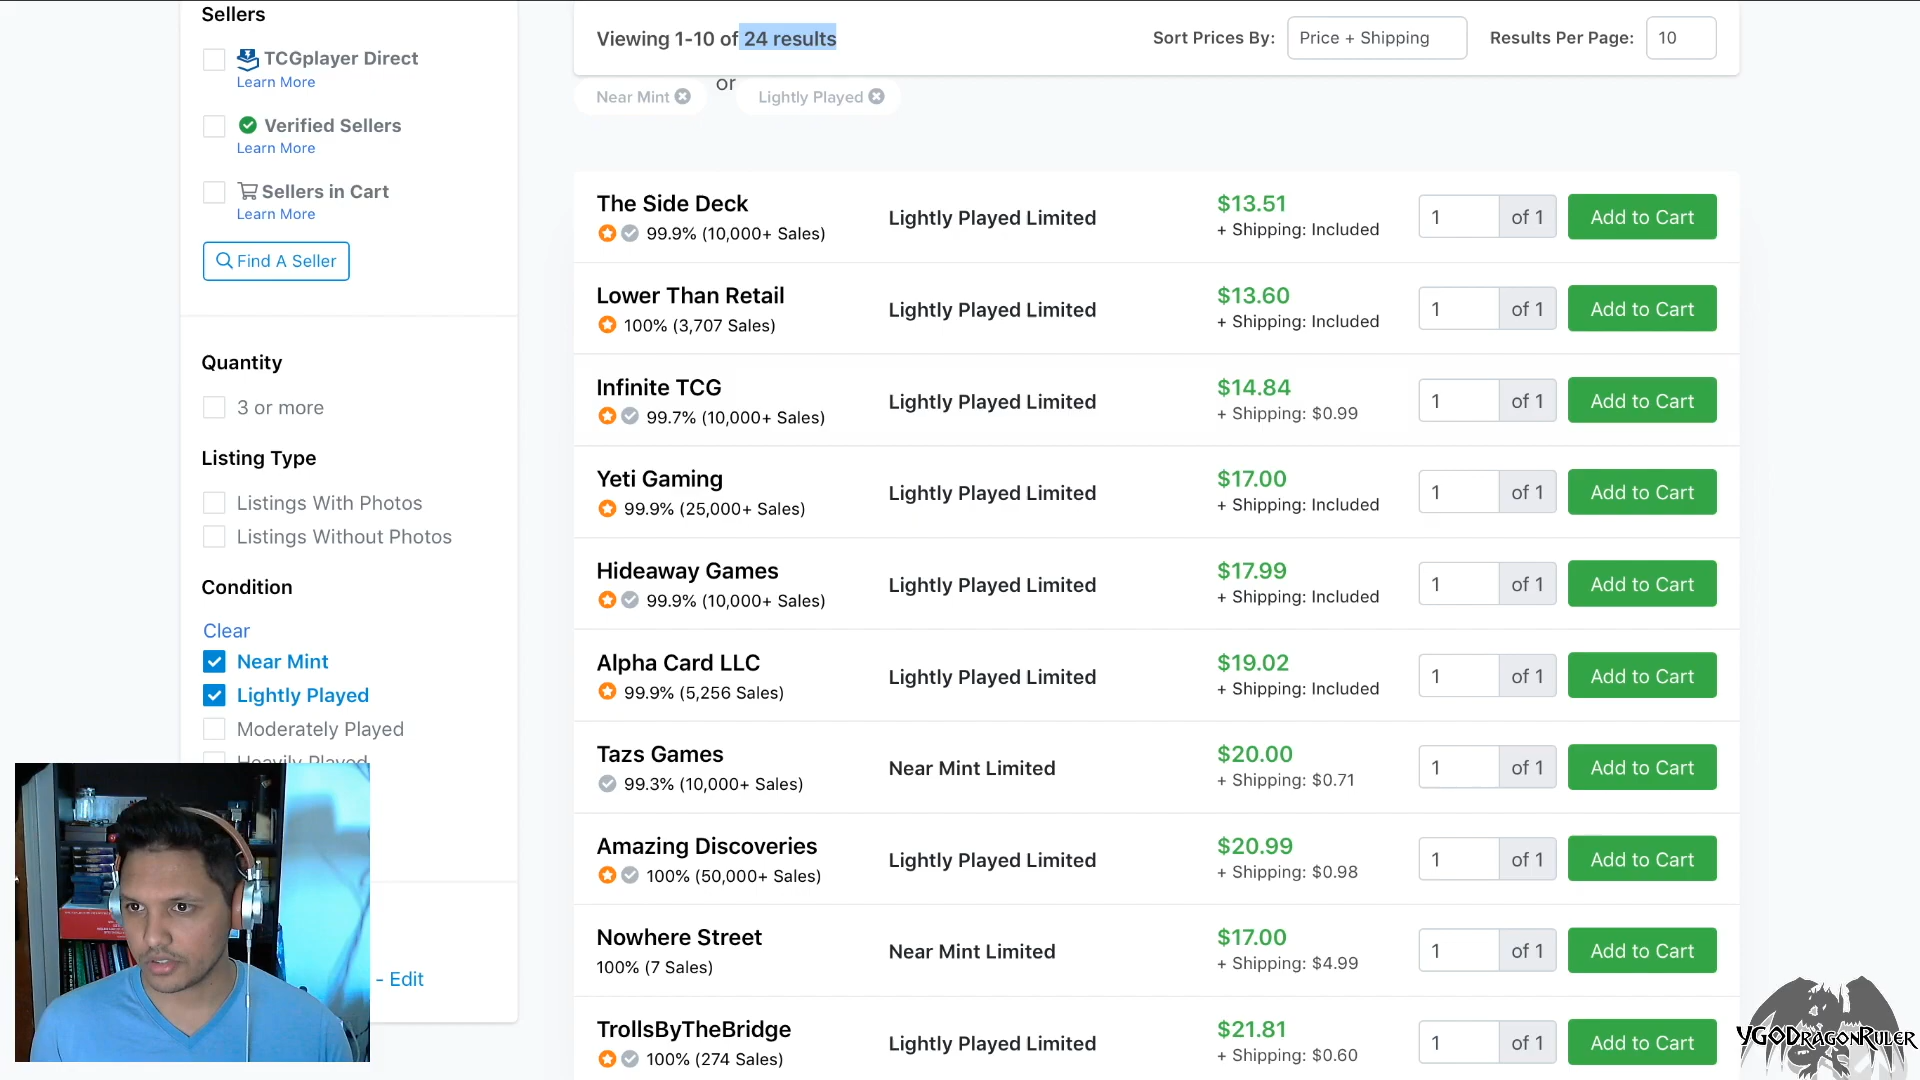 Sellers
TCGplayer Direct
Learn More
Verified Sellers
Learn More
Sellers in Cart
Learn More
Find A Seller
Quantity
3 or more
Listing Type
Listings With Photos
Listings Without Photos
Condition
Clear
Near Mint
Lightly Played
Moderately Played
Heavily Played
- Edit
Viewing 1-10 of 24 results
Sort Prices By: Price + Shipping
Results Per Page: 10
Near Mint or Lightly Played
The Side Deck
99.9% (10,000+ Sales)
Lightly Played Limited
$13.51
+ Shipping: Included
1 of 1 Add to Cart
Lower Than Retail
100% (3,707 Sales)
Lightly Played Limited
$13.60
+ Shipping: Included
1 of 1 Add to Cart
Infinite TCG
99.7% (10,000+ Sales)
Lightly Played Limited
$14.84
+ Shipping: $0.99
1 of 1 Add to Cart
Yeti Gaming
99.9% (25,000+ Sales)
Lightly Played Limited
$17.00
+ Shipping: Included
1 of 1 Add to Cart
Hideaway Games
99.9% (10,000+ Sales)
Lightly Played Limited
$17.99
+ Shipping: Included
1 of 1 Add to Cart
Alpha Card LLC
99.9% (5,256 Sales)
Lightly Played Limited
$19.02
+ Shipping: Included
1 of 1 Add to Cart
Tazs Games
99.3% (10,000+ Sales)
Near Mint Limited
$20.00
+ Shipping: $0.71
1 of 1 Add to Cart
Amazing Discoveries
100% (50,000+ Sales)
Lightly Played Limited
$20.99
+ Shipping: $0.98
1 of 1 Add to Cart
Nowhere Street
100% (7 Sales)
Near Mint Limited
$17.00
+ Shipping: $4.99
1 of 1 Add to Cart
TrollsByTheBridge
100% (274 Sales)
Lightly Played Limited
$21.81
+ Shipping: $0.60
1 of 1 Add to Cart
YGODRAGONRULER